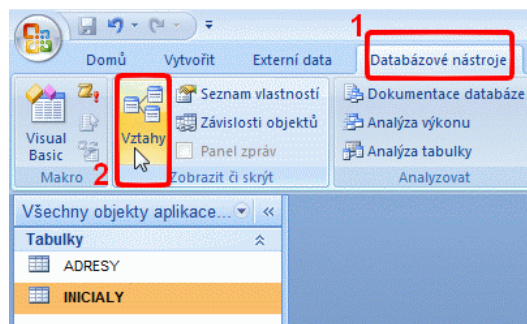 1
Domů Vytvořit Externí data Databázové nástroje
Visual Basic
Vztahy
Seznam vlastností
Závislosti objektů
Panel zpráv
Dokumentace databáze
Analýza výkonu
Analýza tabulky
Makro 2 Zobrazit či skrýt Analyzovat
Všechny objekty aplikace...
Tabulky
ADRESY
INICIALY